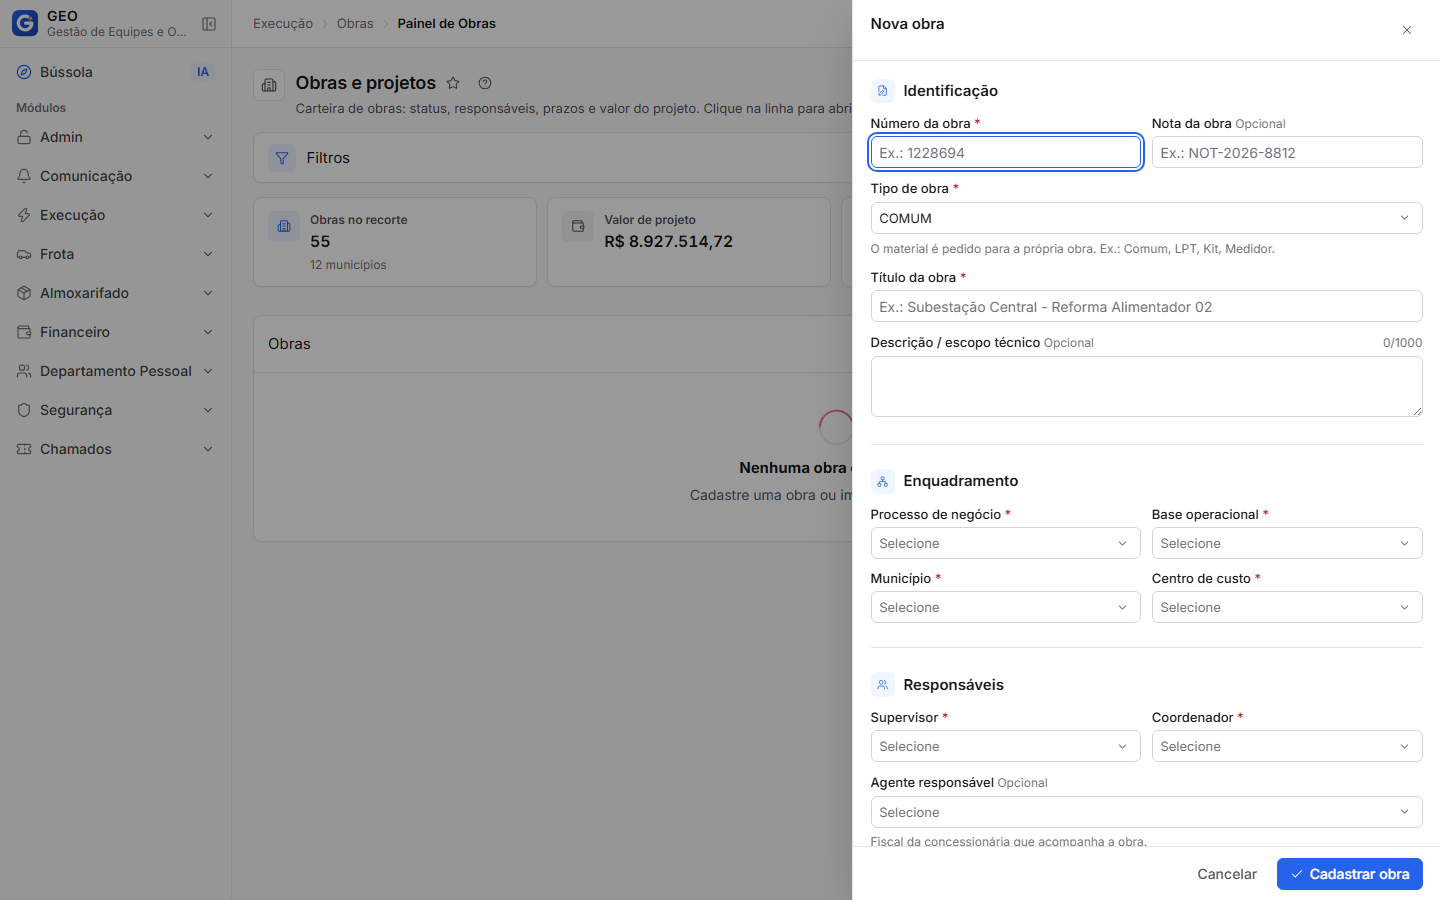 GEO
Gestão de Equipes e O...
Bússola
IA
Módulos
Admin
Comunicação
Execução
Frota
Almoxarifado
Financeiro
Departamento Pessoal
Segurança
Chamados
Execução
Obras
Painel de Obras
Obras e projetos
Carteira de obras: status, responsáveis, prazos e valor do projeto. Clique na linha para abri
Filtros
Obras no recorte
55
12 municípios
Valor de projeto
R$ 8.927.514,72
Obras
Nenhuma obra
Cadastre uma obra ou im
Nova obra
Identificação
Número da obra *
Ex.: 1228694
Nota da obra Opcional
Ex.: NOT-2026-8812
Tipo de obra *
COMUM
O material é pedido para a própria obra. Ex.: Comum, LPT, Kit, Medidor.
Título da obra *
Ex.: Subestação Central - Reforma Alimentador 02
Descrição / escopo técnico Opcional
0/1000
Enquadramento
Processo de negócio *
Selecione
Base operacional *
Selecione
Município *
Selecione
Centro de custo *
Selecione
Responsáveis
Supervisor *
Selecione
Coordenador *
Selecione
Agente responsável Opcional
Selecione
Fiscal da concessionária que acompanha a obra.
Cancelar
Cadastrar obra